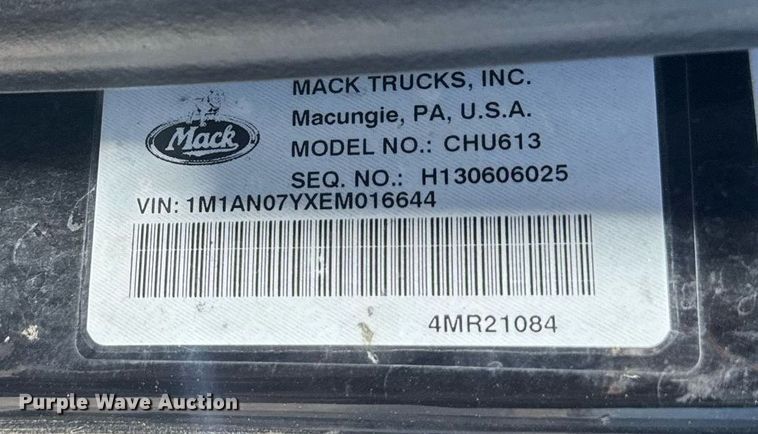 MACK TRUCKS, INC.
Macungie, PA, U.S.A.
Mack
MODEL NO.: CHU613
SEQ. NO.: H130606025
VIN: 1M1AN07YXEM016644
4MR21084
Purple Wave Auction